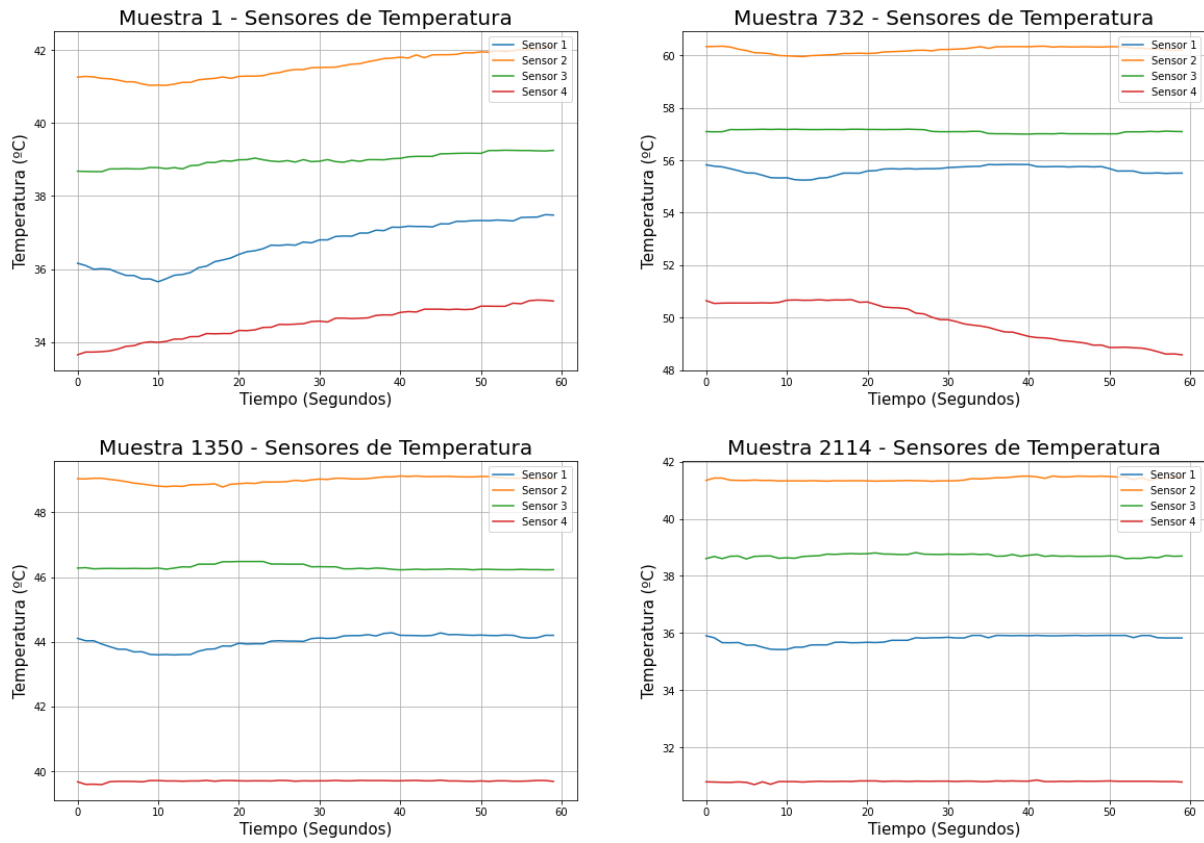 Muestra 1 - Sensores de Temperatura
Temperatura (ºC)
42
40
38
36
34
Sensor 1
Sensor 2
Sensor 3
Sensor 4
0 10 20 30 40 50 60
Tiempo (Segundos)
Muestra 732 - Sensores de Temperatura
Temperatura (ºC)
60
58
56
54
52
50
48
Sensor 1
Sensor 2
Sensor 3
Sensor 4
0 10 20 30 40 50 60
Tiempo (Segundos)
Muestra 1350 - Sensores de Temperatura
Temperatura (ºC)
48
46
44
42
40
Sensor 1
Sensor 2
Sensor 3
Sensor 4
0 10 20 30 40 50 60
Tiempo (Segundos)
Muestra 2114 - Sensores de Temperatura
Temperatura (ºC)
42
40
38
36
34
32
Sensor 1
Sensor 2
Sensor 3
Sensor 4
0 10 20 30 40 50 60
Tiempo (Segundos)